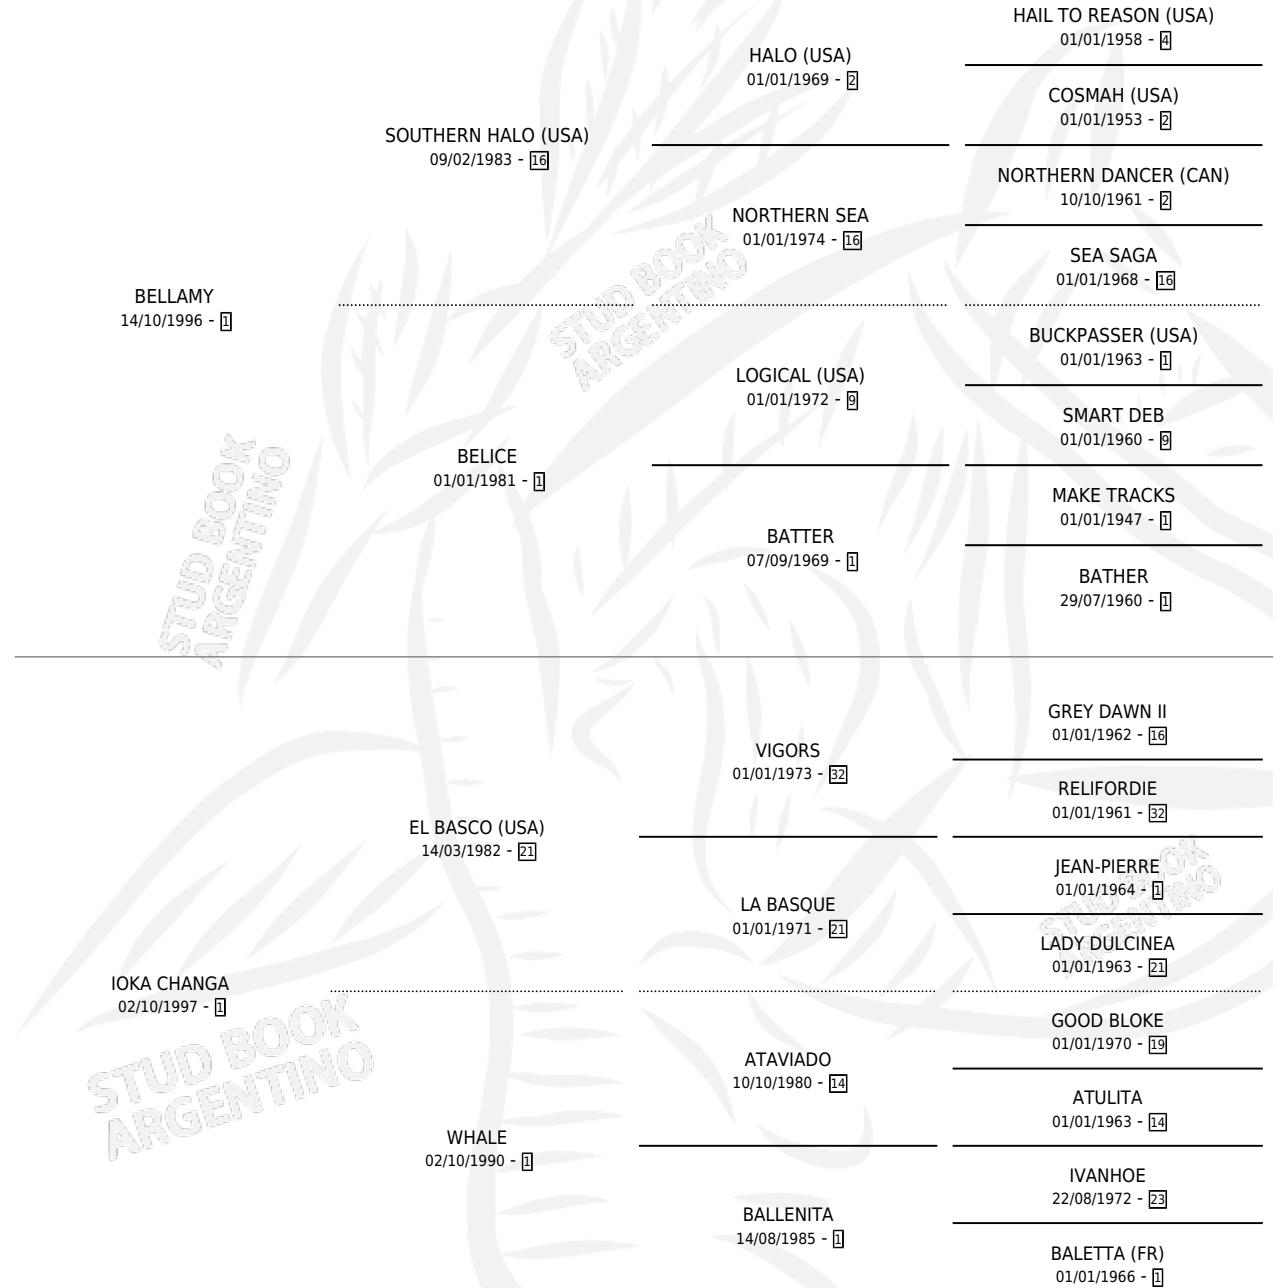 HAIL TO REASON (USA)
01/01/1958 - 4
HALO (USA)
01/01/1969 - 2
COSMAH (USA)
01/01/1953 - 2
SOUTHERN HALO (USA)
09/02/1983 - 16
NORTHERN DANCER (CAN)
10/10/1961 - 2
NORTHERN SEA
01/01/1974 - 16
SEA SAGA
01/01/1968 - 16
BELLAMY
14/10/1996 - 1
STUD BOOK
ARGENTINO
BUCKPASSER (USA)
01/01/1963 - 1
LOGICAL (USA)
01/01/1972 - 9
SMART DEB
01/01/1960 - 9
BELICE
01/01/1981 - 1
MAKE TRACKS
01/01/1947 - 1
BATTER
07/09/1969 - 1
BATHER
29/07/1960 - 1
STUD BOOK
ARGENTINO
GREY DAWN II
01/01/1962 - 16
VIGORS
01/01/1973 - 32
RELIFORDIE
01/01/1961 - 32
EL BASCO (USA)
14/03/1982 - 21
JEAN-PIERRE
01/01/1964 - 1
LA BASQUE
01/01/1971 - 21
LADY DULCINEA
01/01/1963 - 21
STUD BOOK
ARGENTINO
IOKA CHANGA
02/10/1997 - 1
GOOD BLOKE
01/01/1970 - 19
ATAVIADO
10/10/1980 - 14
ATULITA
01/01/1963 - 14
STUD BOOK
ARGENTINO
WHALE
02/10/1990 - 1
IVANHOE
22/08/1972 - 23
BALLENITA
14/08/1985 - 1
BALETTA (FR)
01/01/1966 - 1